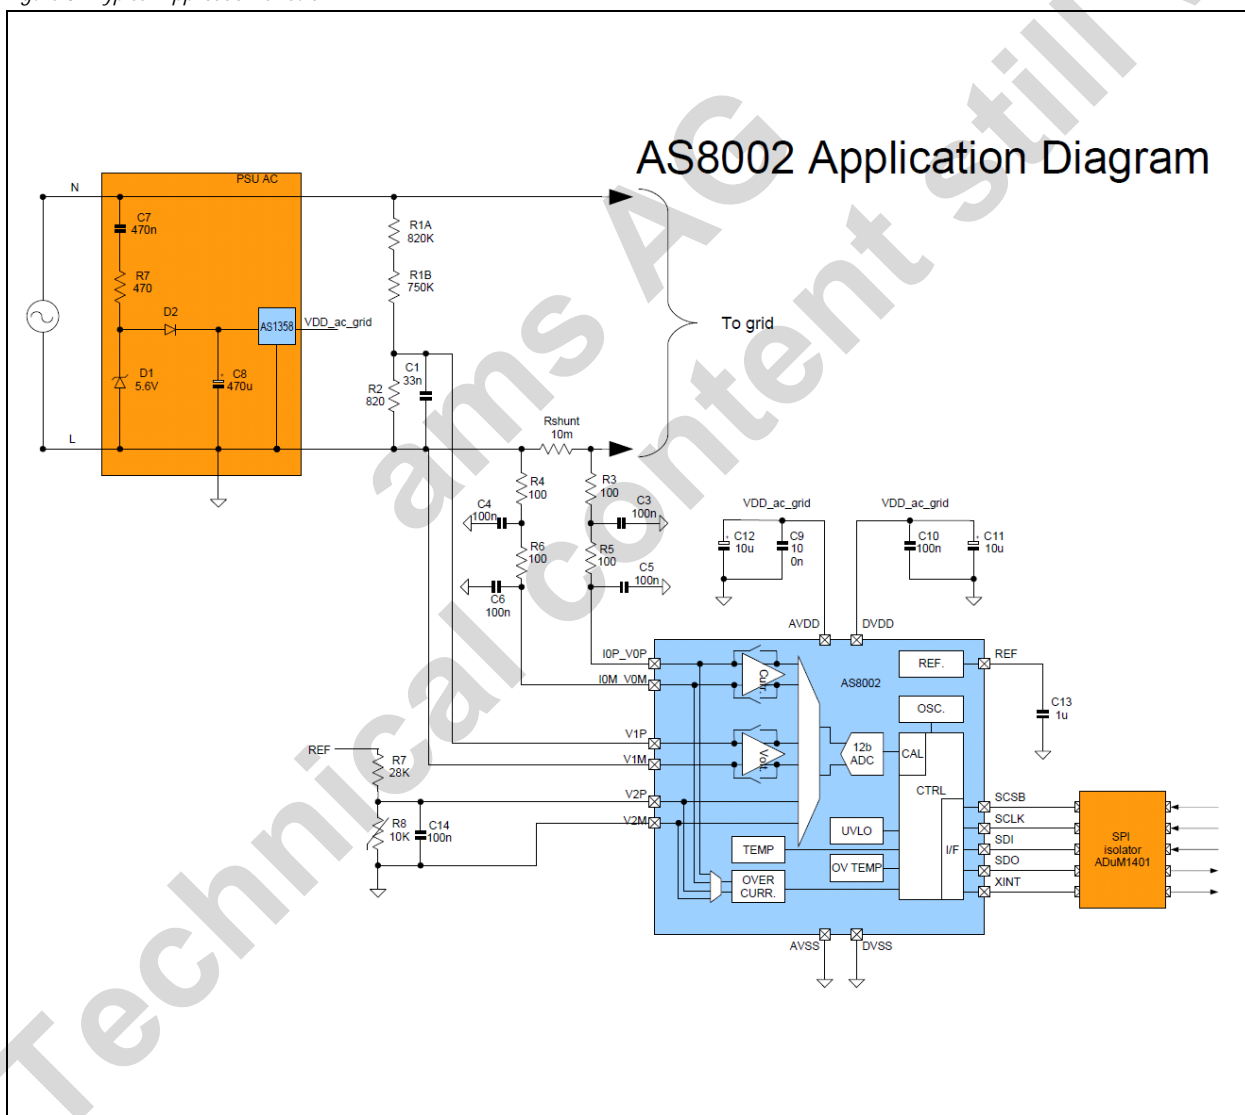 AS8002 Application Diagram
PSU AC
N
C7
470n
R7
470
D2
AS1358
VDD_ac_grid
D1
5.6V
C8
470u
L
R1A
820K
R1B
750K
C1
33n
R2
820
To grid
Rshunt
10m
R4
100
R3
100
C4
100n
C3
100n
R6
100
R5
100
C6
100n
C5
100n
VDD_ac_grid
VDD_ac_grid
C12
10u
C9
10
0n
C10
100n
C11
10u
AVDD
DVDD
I0P_V0P
I0M_V0M
V1P
V1M
V2P
V2M
AS8002
Curr.
Volt.
12b
ADC
REF.
OSC.
CAL
CTRL
I/F
UVLO
TEMP
OV TEMP
OVER
CURR.
REF
C13
1u
REF
R7
28K
R8
10K
C14
100n
SCSB
SCLK
SDI
SDO
XINT
SPI
isolator
ADuM1401
AVSS
DVSS
ams AG
Technical content still